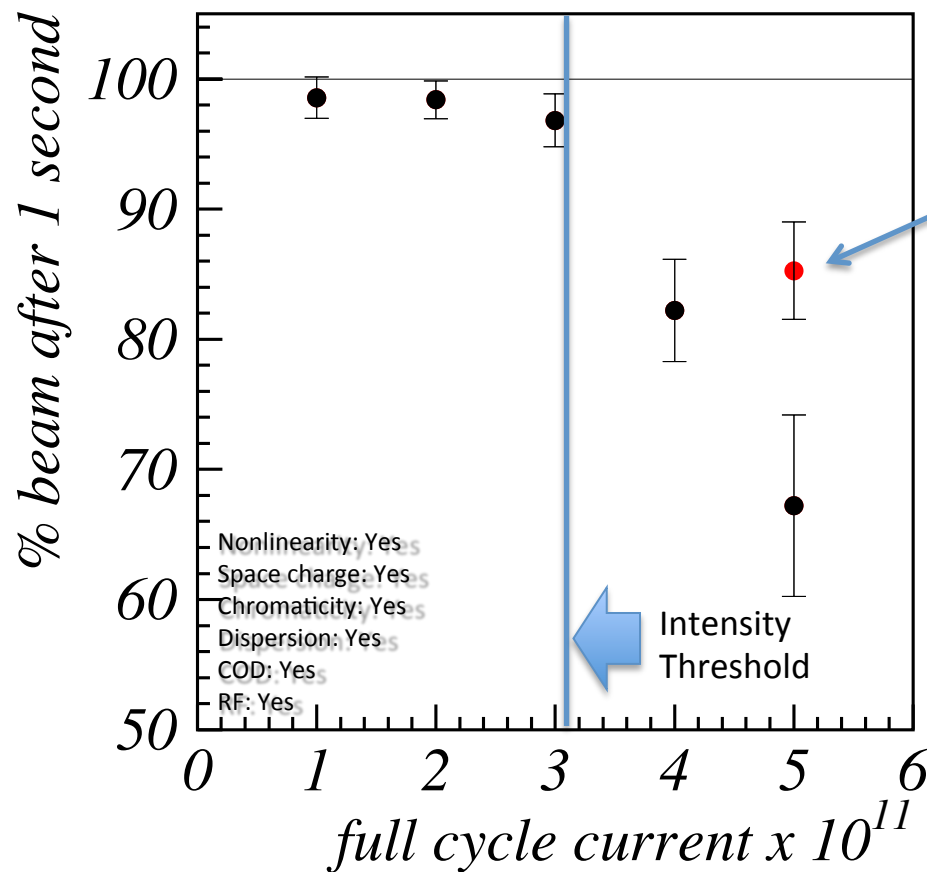 % beam after 1 second
100
90
80
70
60
50
Nonlinearity: Yes
Space charge: Yes
Chromaticity: Yes
Dispersion: Yes
COD: Yes
RF: Yes
Intensity
Threshold
0 1 2 3 4 5 6
full cycle current x 10^11